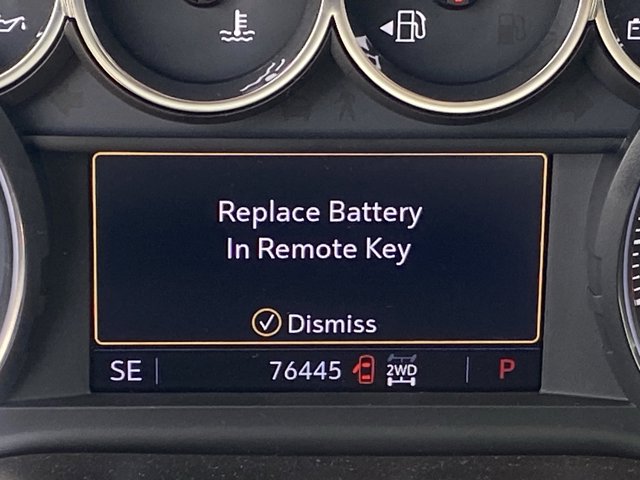 Replace Battery
In Remote Key
Dismiss
SE 76445 2WD P